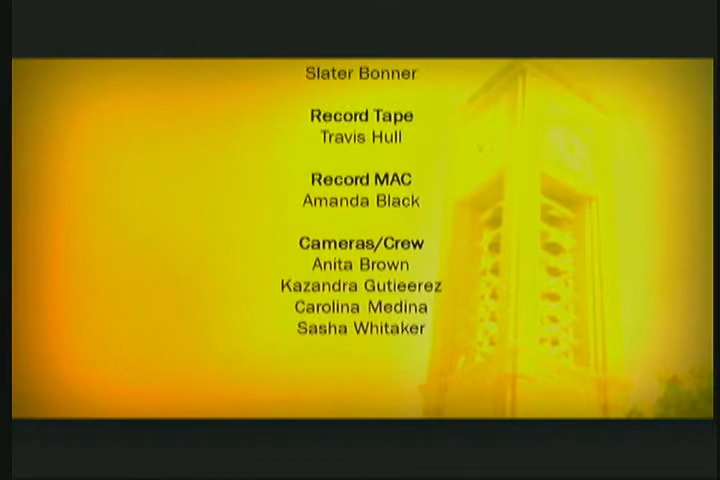 Slater Bonner
Record Tape
Travis Hull
Record MAC
Amanda Black
Cameras/Crew
Anita Brown
Kazandra Gutieerez
Carolina Medina
Sasha Whitaker